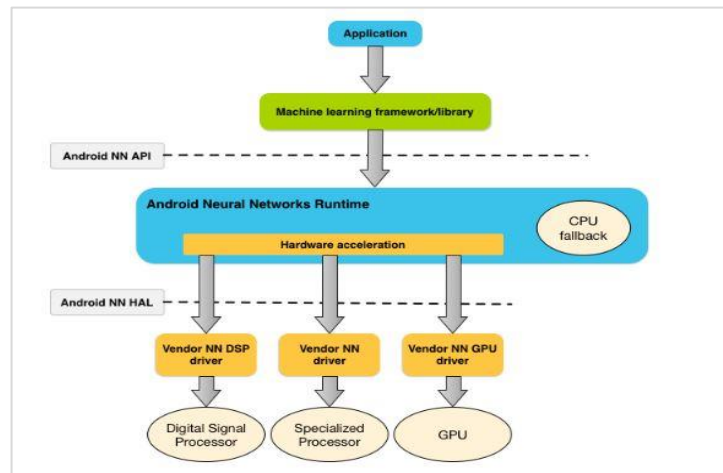 Application
Machine learning framework/library
Android NN API
Android Neural Networks Runtime
CPU
fallback
Hardware acceleration
Android NN HAL
Vendor NN DSP
driver
Vendor NN
driver
Vendor NN GPU
driver
Digital Signal
Processor
Specialized
Processor
GPU